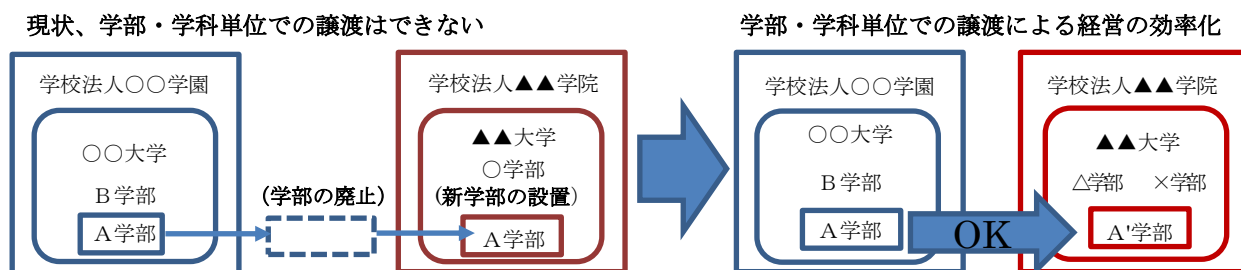 現状、学部・学科単位での譲渡はできない
学校法人○○学園
○○大学
B学部
A学部
(学部の廃止)
学校法人▲▲学院
▲▲大学
○学部
(新学部の設置)
A学部
学部・学科単位での譲渡による経営の効率化
学校法人○○学園
○○大学
B学部
A学部
OK
学校法人▲▲学院
▲▲大学
△学部 ×学部
A'学部